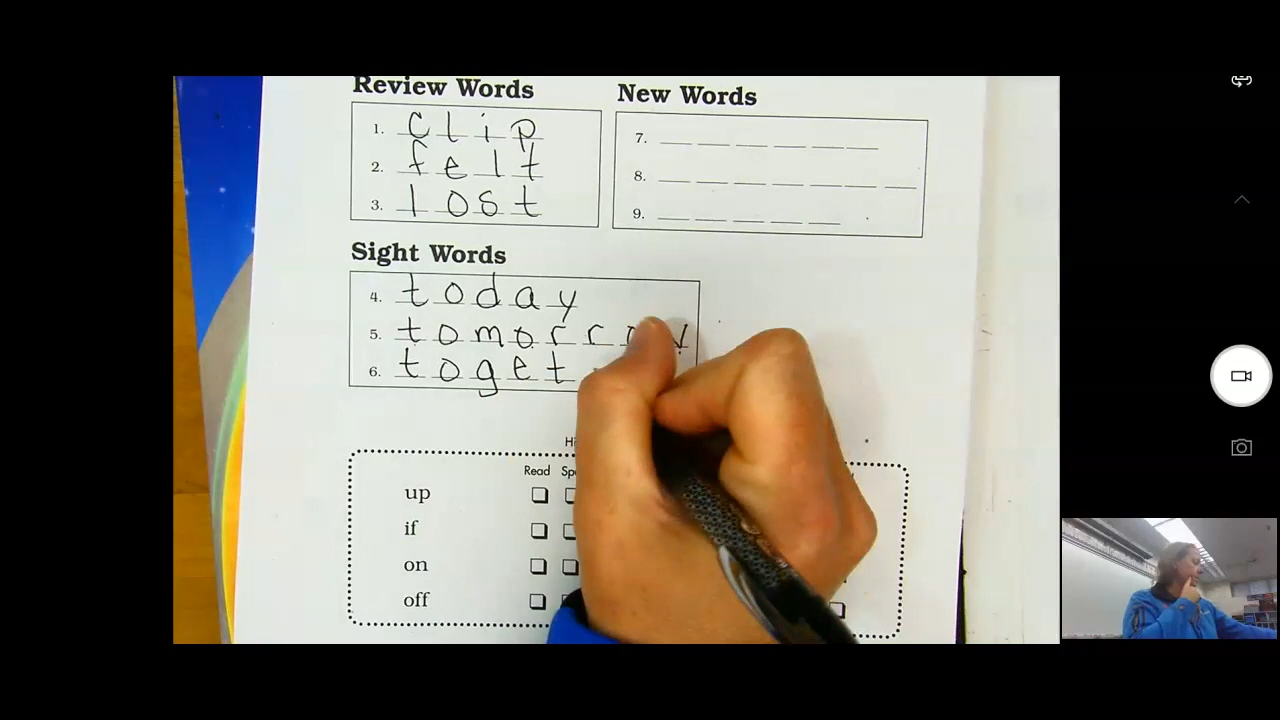 Review Words
1. clip
2. felt
3. lost
New Words
7.
8.
9.
Sight Words
4. today
5. tomorrow
6. toget
Read
up
if
on
off